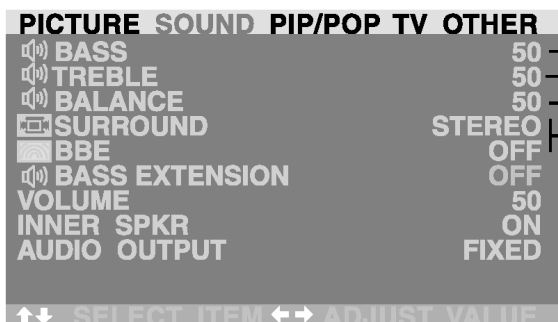 PICTURE SOUND PIP/POP TV OTHER
BASS 50
TREBLE 50
BALANCE 50
SURROUND STEREO
BBE OFF
BASS EXTENSION OFF
VOLUME 50
INNER SPKR ON
AUDIO OUTPUT FIXED
SELECT ITEM ADJUST VALUE